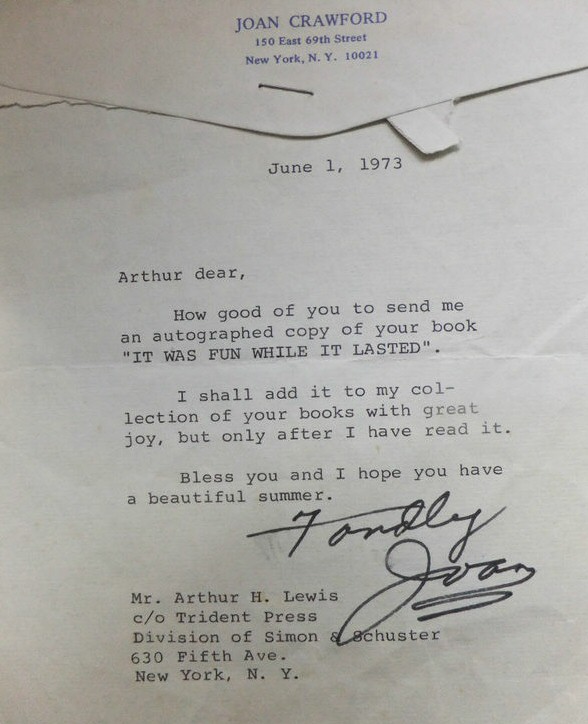 JOAN CRAWFORD
150 East 69th Street
New York, N. Y. 10021
June 1, 1973
Arthur dear,
How good of you to send me
an autographed copy of your book
"IT WAS FUN WHILE IT LASTED".
I shall add it to my col-
lection of your books with great
joy, but only after I have read it.
Bless you and I hope you have
a beautiful summer.
Fondly
Joan
Mr. Arthur H. Lewis
c/o Trident Press
Division of Simon & Schuster
630 Fifth Ave.
New York, N. Y.